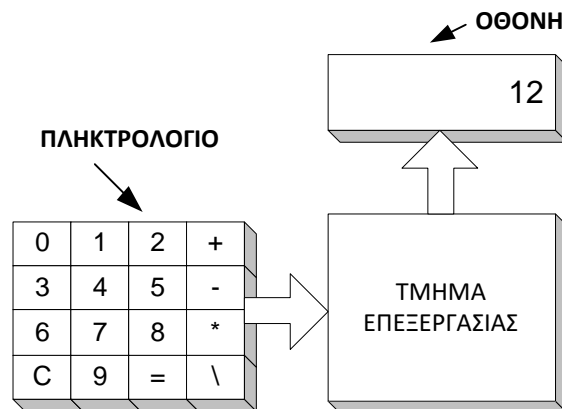 ΟΘΟΝΗ
12
ΠΛΗΚΤΡΟΛΟΓΙΟ
0 1 2 +
3 4 5 -
6 7 8 *
C 9 = \
ΤΜΗΜΑ
ΕΠΕΞΕΡΓΑΣΙΑΣ